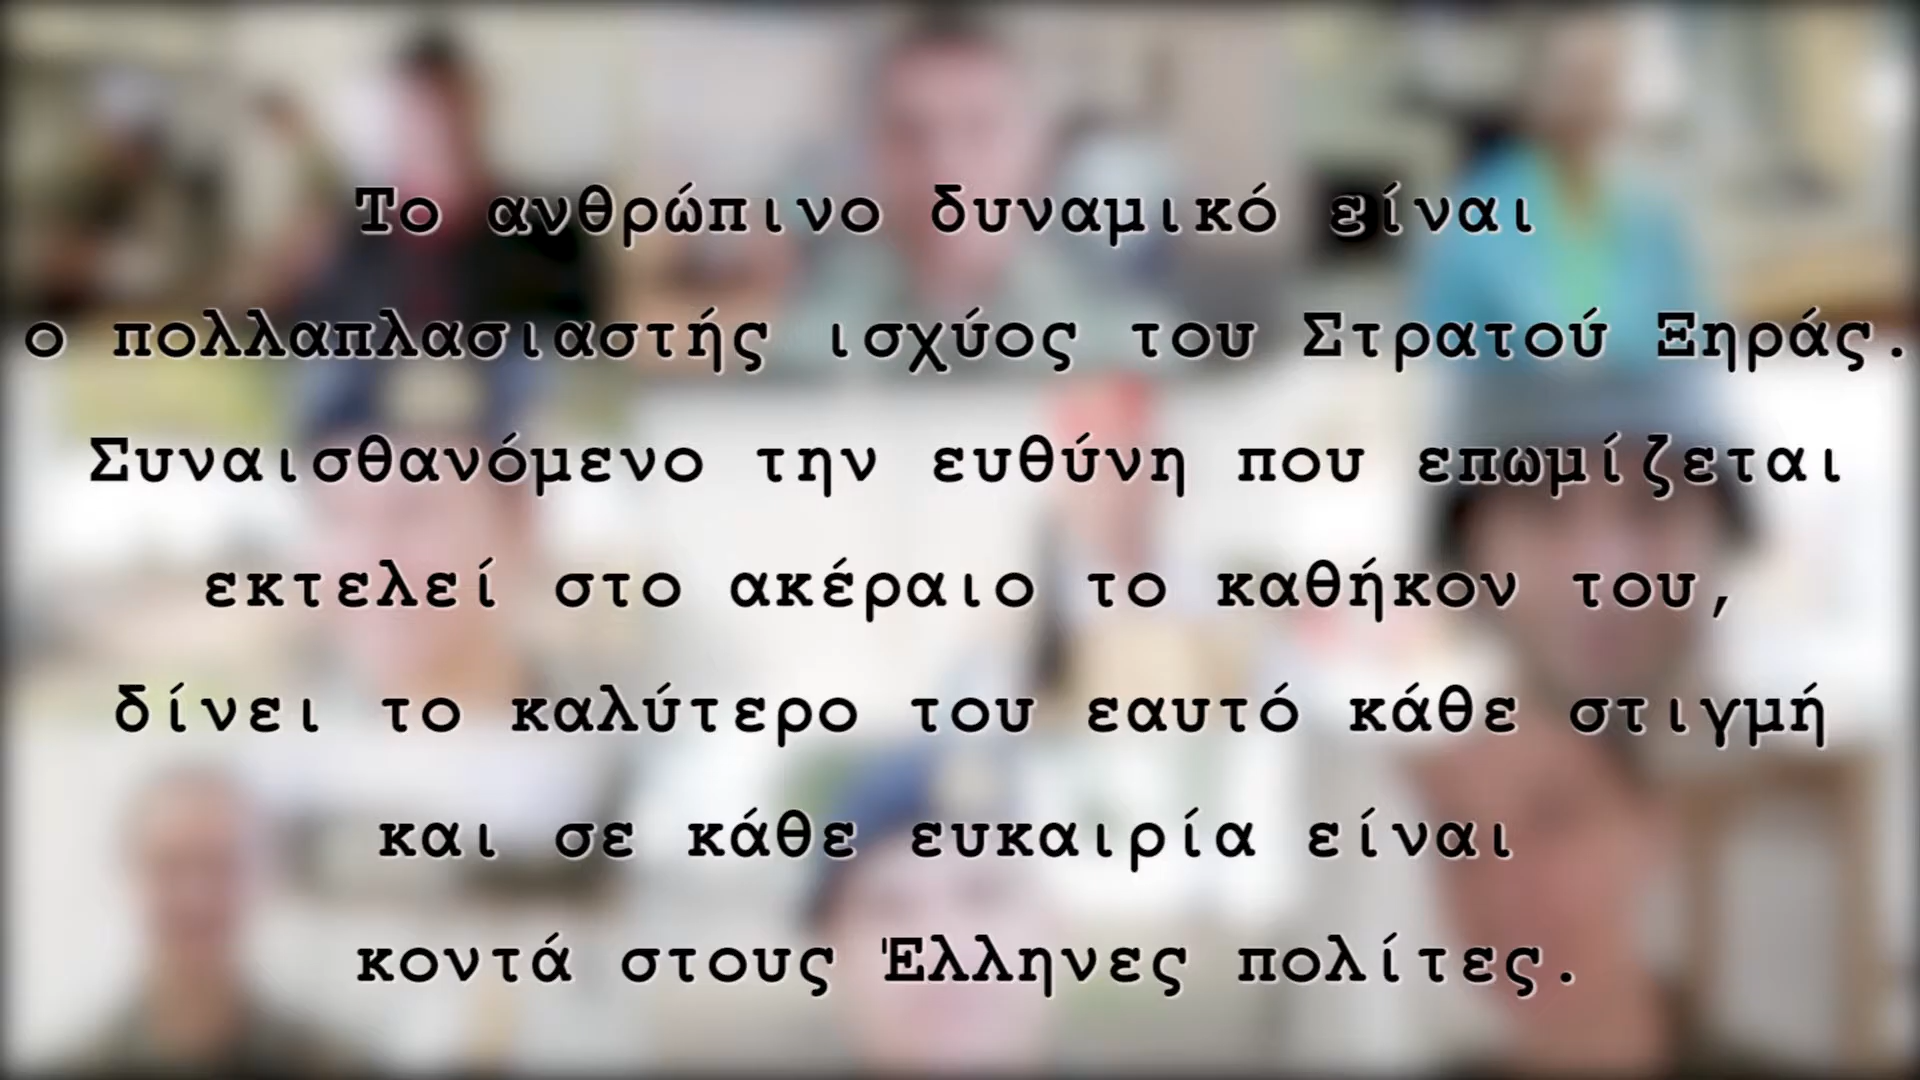 Το ανθρώπινο δυναμικό είναι
ο πολλαπλασιαστής ισχύος του Στρατού Ξηράς.
Συναισθανόμενο την ευθύνη που επωμίζεται
εκτελεί στο ακέραιο το καθήκον του,
δίνει το καλύτερο του εαυτό κάθε στιγμή
και σε κάθε ευκαιρία είναι
κοντά στους Έλληνες πολίτες.